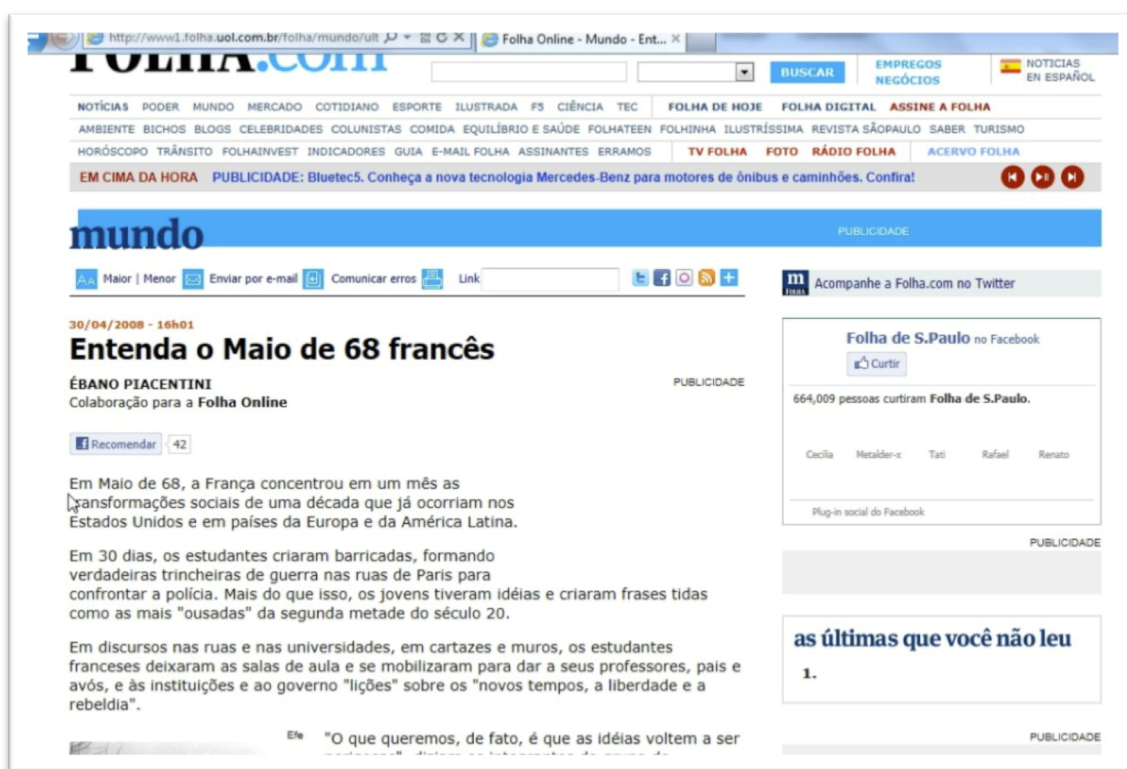 http://www1.folha.uol.com.br/folha/mundo/ult
Folha Online - Mundo - Ent...
FOLHA.com
BUSCAR
EMPREGOS
NEGÓCIOS
NOTICIAS
EN ESPAÑOL
NOTÍCIAS PODER MUNDO MERCADO COTIDIANO ESPORTE ILUSTRADA F5 CIÊNCIA TEC FOLHA DE HOJE FOLHA DIGITAL ASSINE A FOLHA
AMBIENTE BICHOS BLOGS CELEBRIDADES COLUNISTAS COMIDA EQUILÍBRIO E SAÚDE FOLHATEEN FOLHINHA ILUSTRÍSSIMA REVISTA SÃOPAULO SABER TURISMO
HORÓSCOPO TRÂNSITO FOLHAINVEST INDICADORES GUIA E-MAIL FOLHA ASSINANTES ERRAMOS TV FOLHA FOTO RÁDIO FOLHA ACERVO FOLHA
EM CIMA DA HORA PUBLICIDADE: Bluetec5. Conheça a nova tecnologia Mercedes-Benz para motores de ônibus e caminhões. Confira!
mundo
PUBLICIDADE
AA Maior | Menor Enviar por e-mail Comunicar erros Link
m FOLHA Acompanhe a Folha.com no Twitter
30/04/2008 - 16h01
Entenda o Maio de 68 francês
ÉBANO PIACENTINI
Colaboração para a Folha Online
PUBLICIDADE
Recomendar 42
Em Maio de 68, a França concentrou em um mês as
transformações sociais de uma década que já ocorriam nos
Estados Unidos e em países da Europa e da América Latina.
Em 30 dias, os estudantes criaram barricadas, formando
verdadeiras trincheiras de guerra nas ruas de Paris para
confrontar a polícia. Mais do que isso, os jovens tiveram idéias e criaram frases tidas
como as mais "ousadas" da segunda metade do século 20.
Em discursos nas ruas e nas universidades, em cartazes e muros, os estudantes
franceses deixaram as salas de aula e se mobilizaram para dar a seus professores, pais e
avós, e às instituições e ao governo "lições" sobre os "novos tempos, a liberdade e a
rebeldia".
Efe
"O que queremos, de fato, é que as idéias voltem a ser
Folha de S.Paulo no Facebook
Curtir
664,009 pessoas curtiram Folha de S.Paulo.
Cecilia Metalder-x Tati Rafael Renato
Plug-in social do Facebook
PUBLICIDADE
as últimas que você não leu
1.
PUBLICIDADE